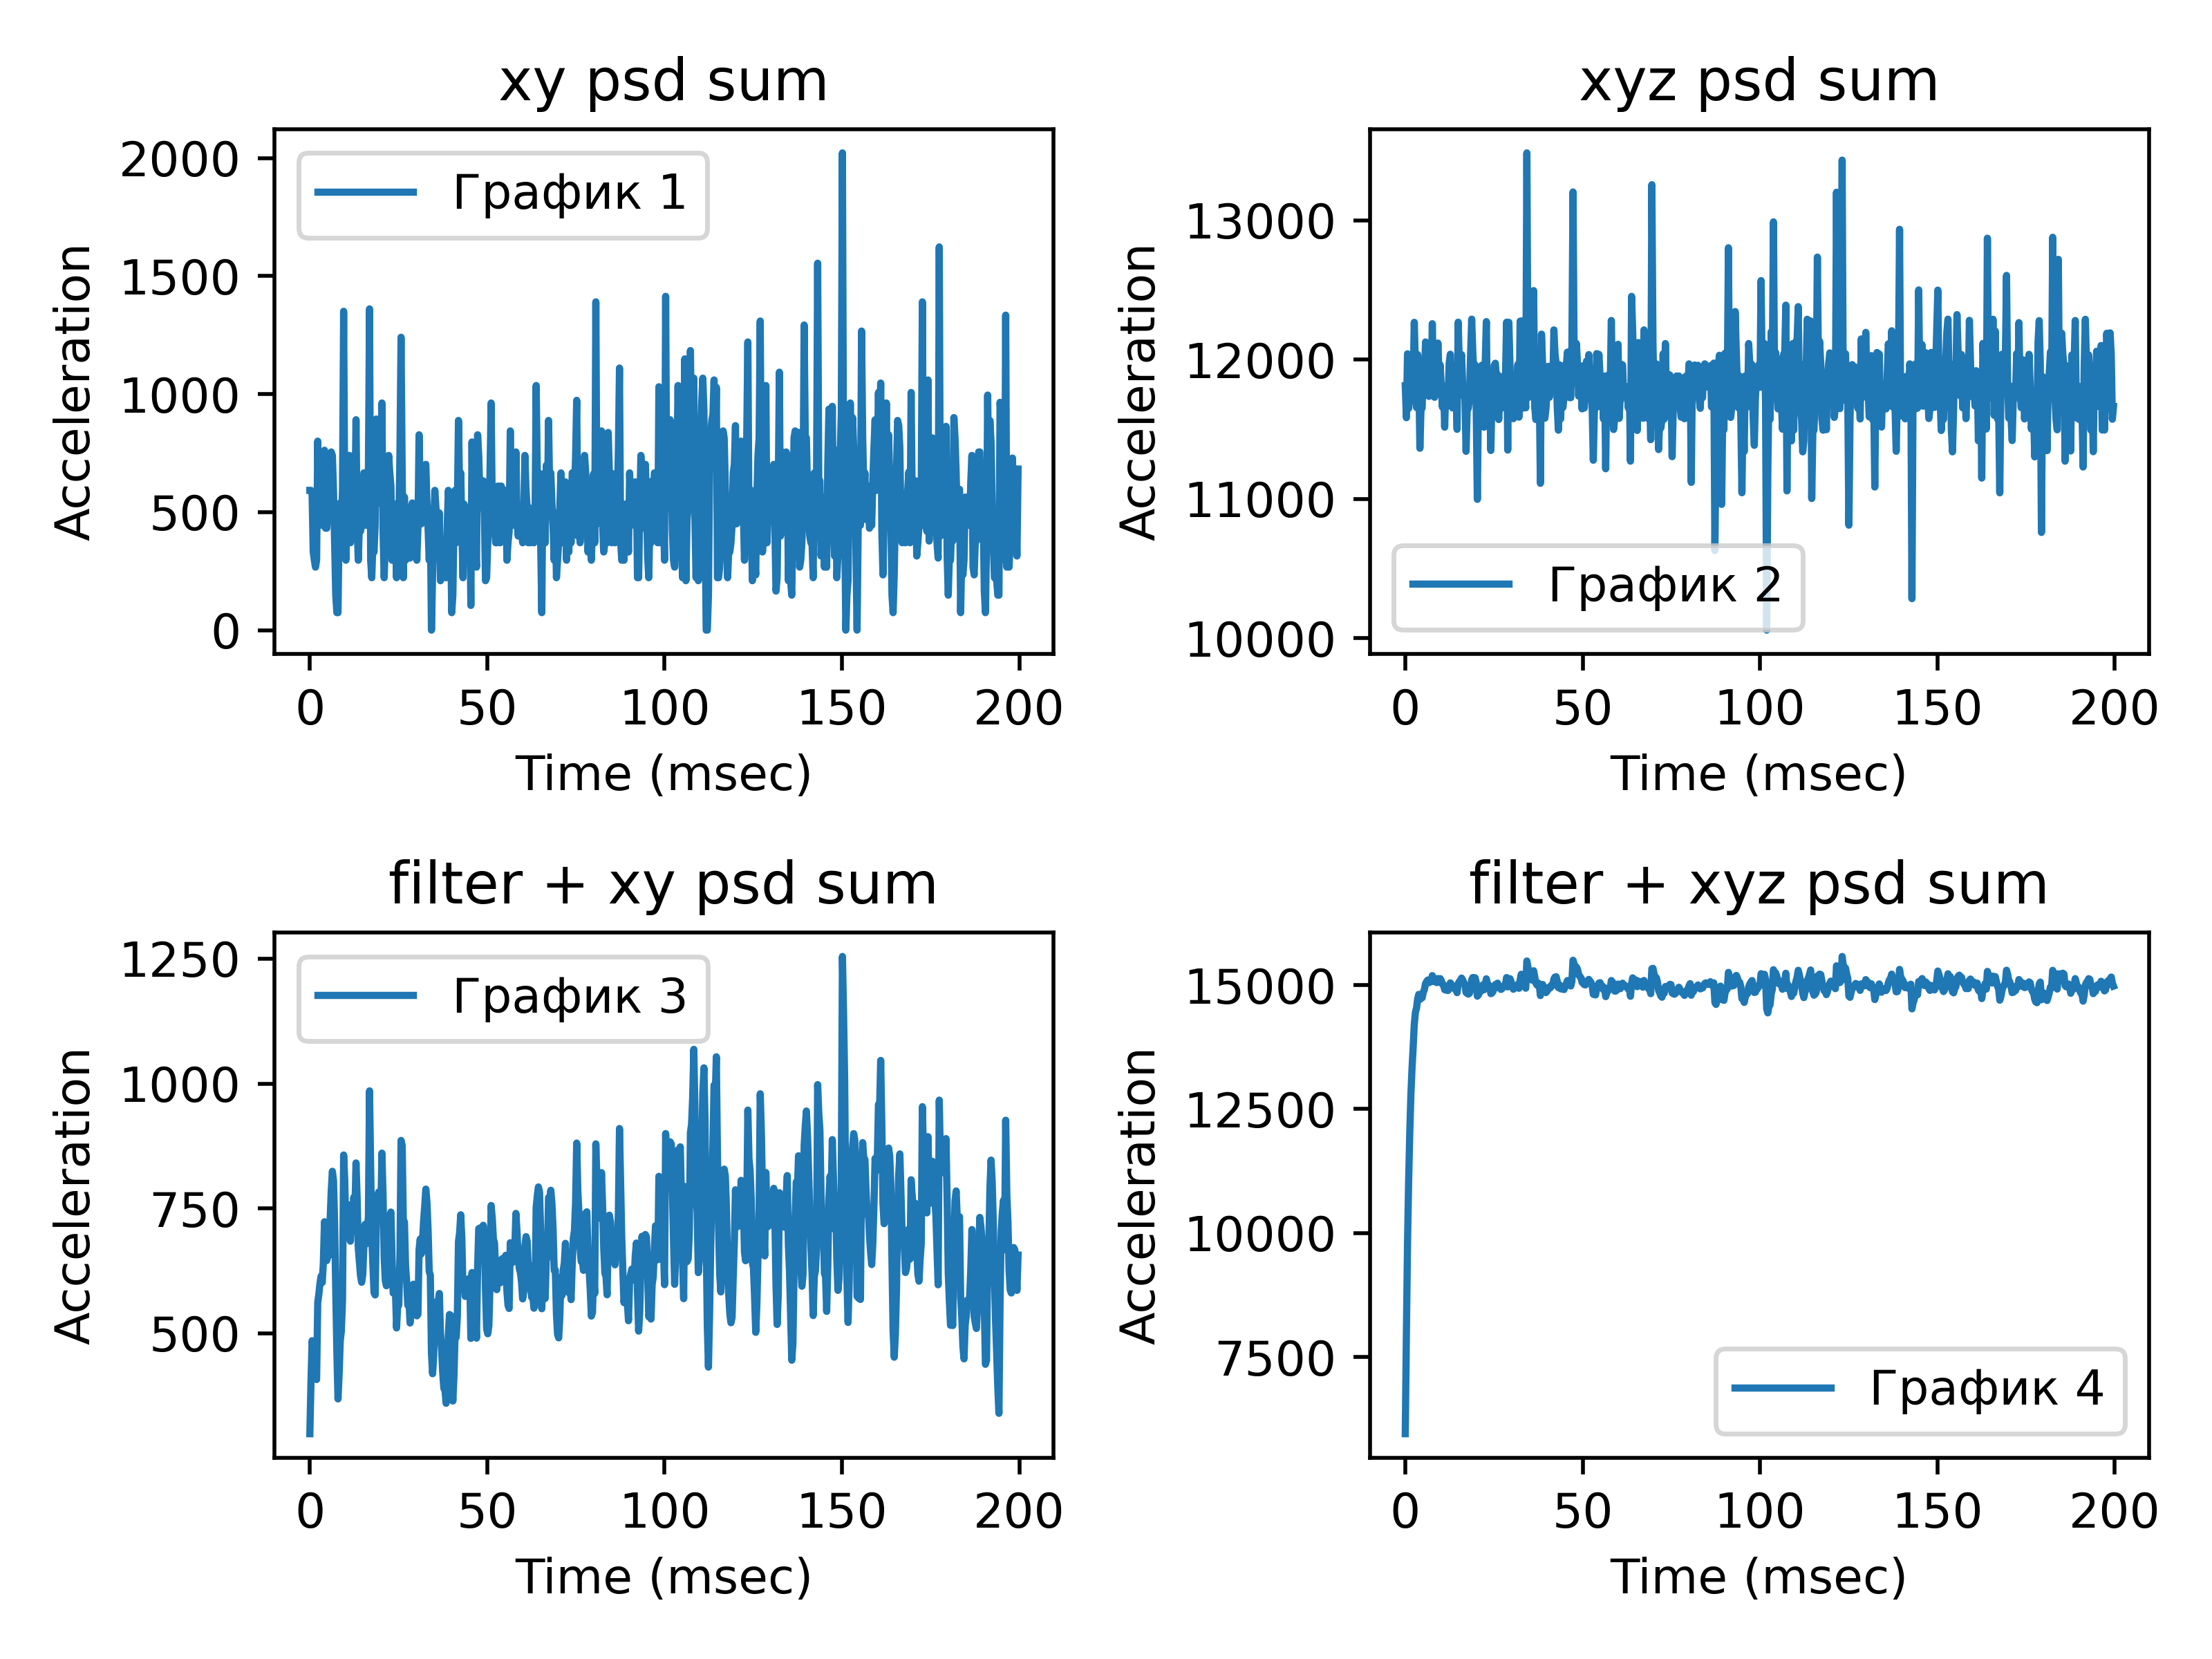 xy psd sum
2000
1500
1000
500
0
Acceleration
График 1
0 50 100 150 200
Time (msec)
xyz psd sum
13000
12000
11000
10000
Acceleration
График 2
0 50 100 150 200
Time (msec)
filter + xy psd sum
1250
1000
750
500
Acceleration
График 3
0 50 100 150 200
Time (msec)
filter + xyz psd sum
15000
12500
10000
7500
Acceleration
График 4
0 50 100 150 200
Time (msec)